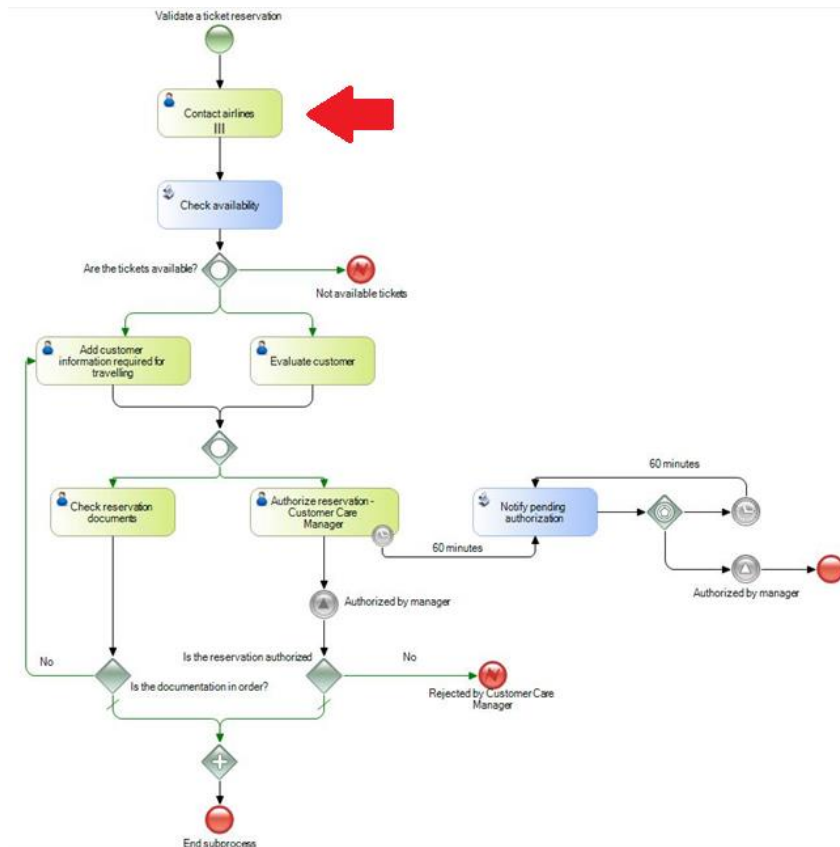 Validate a ticket reservation
Contact airlines
Check availability
Are the tickets available?
Not available tickets
Add customer
information required for
travelling
Evaluate customer
60 minutes
Check reservation
documents
Authorize reservation -
Customer Care
Manager
Notify pending
authorization
60 minutes
Authorized by manager
Authorized by manager
Is the reservation authorized
No
No
Is the documentation in order?
Rejected by Customer Care
Manager
End subprocess